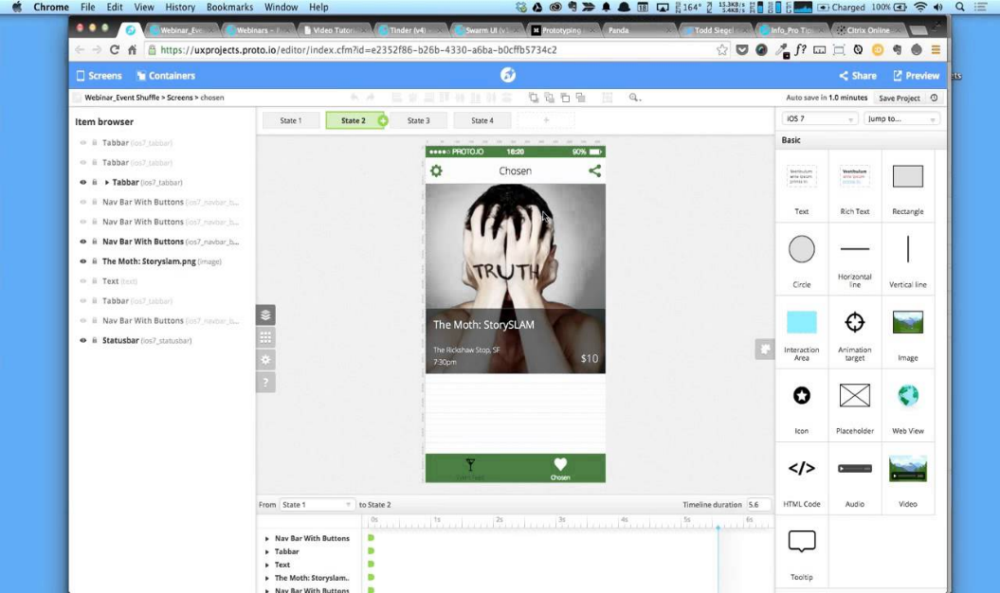 Chrome File Edit View History Bookmarks Window Help
164° 15.3KB/s 5.4KB/s Charged 100%
Webinar_Eve Webinars – P Video Tutori Tinder (v4) – Swarm UI (v) Prototyping Panda Todd Siegel Info_Pro Tip Citrix Online
https://uxprojects.proto.io/editor/index.cfm?id=e2352f86-b26b-4330-a6ba-b0cffb5734c2
Screens Containers Share Preview
Webinar_Event Shuffle > Screens > chosen Auto save in 1.0 minutes Save Project
Item browser State 1 State 2 State 3 State 4 iOS 7 Jump to...
Basic
Tabbar (ios7_tabbar)
Tabbar (ios7_tabbar)
Tabbar (ios7_tabbar)
Nav Bar With Buttons (ios7_navbar_b...
Nav Bar With Buttons (ios7_navbar_b...
Nav Bar With Buttons (ios7_navbar_b...
The Moth: Storyslam.png (image)
Text (text)
Tabbar (ios7_tabbar)
Nav Bar With Buttons (ios7_navbar_b...
Statusbar (ios7_statusbar)
PROTO.IO 16:20 90%
Chosen
TRUTH
The Moth: StorySLAM
The Rickshaw Stop, SF
7:30pm $10
Chosen
Text Rich Text Rectangle
Circle Horizontal line Vertical line
Interaction Area Animation target Image
Icon Placeholder Web View
HTML Code Audio Video
Tooltip
From State 1 to State 2 Timeline duration 5.6
0s 1s 2s 3s 4s 5s 6s
Nav Bar With Buttons
Tabbar
Text
The Moth: Storyslam..
Nav Bar With Buttons